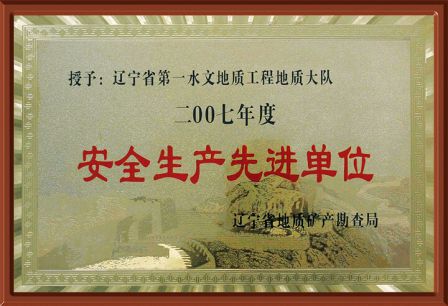 授予：辽宁省第一水文地质工程地质大队
二00七年度
安全生产先进单位
辽宁省地质矿产勘查局